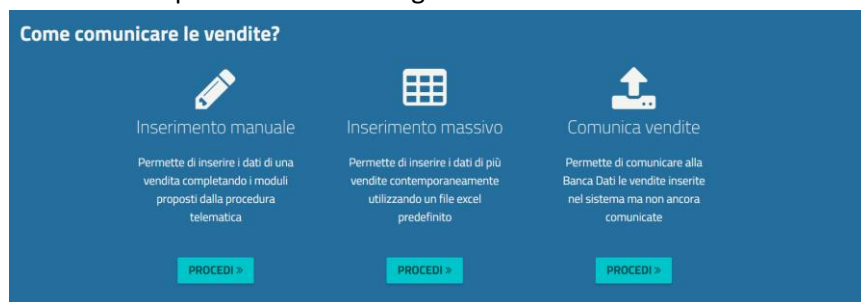 Come comunicare le vendite?
Inserimento manuale
Permette di inserire i dati di una
vendita completando i moduli
proposti dalla procedura
telematica
PROCEDI »
Inserimento massivo
Permette di inserire i dati di più
vendite contemporaneamente
utilizzando un file excel
predefinito
PROCEDI »
Comunica vendite
Permette di comunicare alla
Banca Dati le vendite inserite
nel sistema ma non ancora
comunicate
PROCEDI »